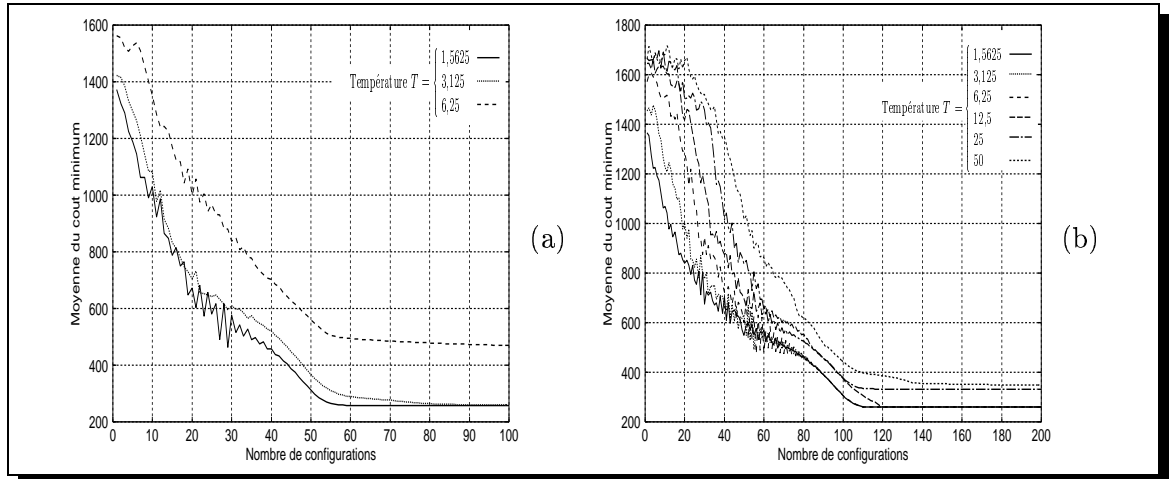 1600
1400
1200
1000
800
600
400
200
0 10 20 30 40 50 60 70 80 90 100
Moyenne du cout minimum
Nombre de configurations
Température T =
1,5625
3,125
6,25
(a)
1800
1600
1400
1200
1000
800
600
400
200
0 20 40 60 80 100 120 140 160 180 200
Moyenne du cout minimum
Nombre de configurations
Température T =
1,5625
3,125
6,25
12,5
25
50
(b)